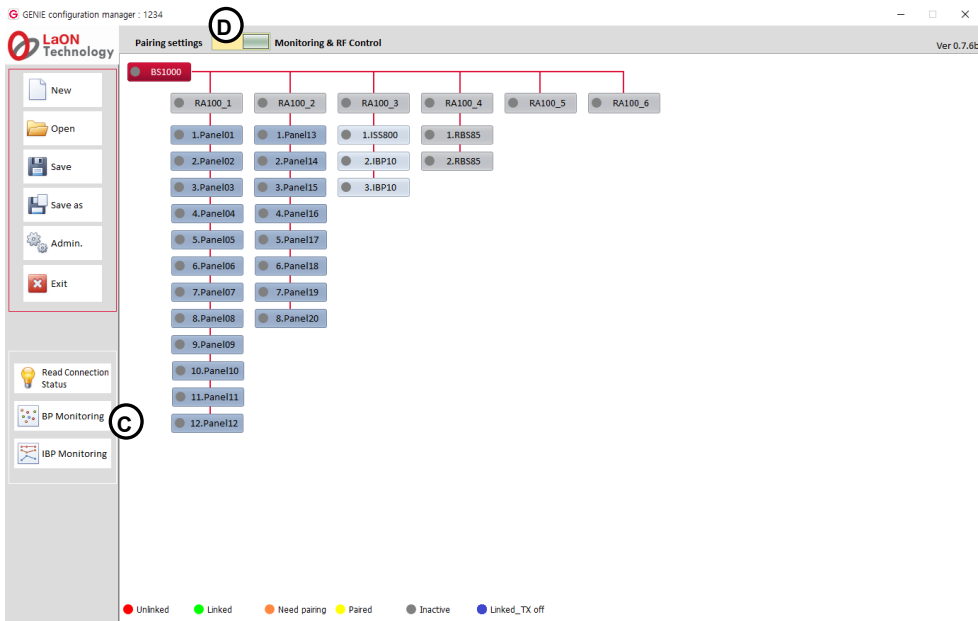 G GENIE configuration manager : 1234
LaON
Technology
Pairing settings
D
Monitoring & RF Control
Ver 0.7.6b
New
Open
Save
Save as
Admin.
Exit
Read Connection
Status
BP Monitoring
C
IBP Monitoring
BS1000
RA100_1 RA100_2 RA100_3 RA100_4 RA100_5 RA100_6
1.Panel01 1.Panel13 1.ISS800 1.RBS85
2.Panel02 2.Panel14 2.IBP10 2.RBS85
3.Panel03 3.Panel15 3.IBP10
4.Panel04 4.Panel16
5.Panel05 5.Panel17
6.Panel06 6.Panel18
7.Panel07 7.Panel19
8.Panel08 8.Panel20
9.Panel09
10.Panel10
11.Panel11
12.Panel12
Unlinked Linked Need pairing Paired Inactive Linked_TX off